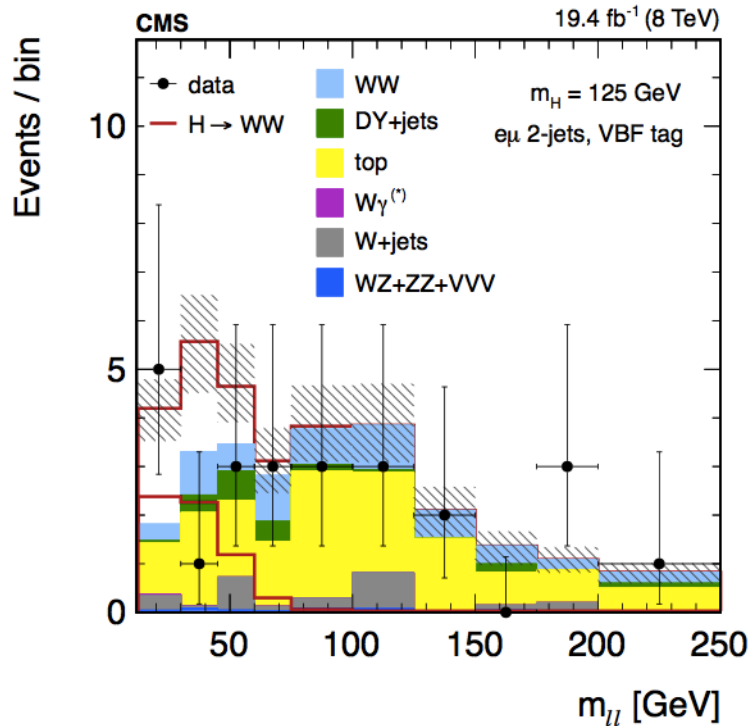 CMS 19.4 fb⁻¹ (8 TeV)
Events / bin
data
H → WW
WW
DY+jets
top
Wγ(*)
W+jets
WZ+ZZ+VVV
m_H = 125 GeV
eμ 2-jets, VBF tag
10
5
0
50 100 150 200 250
m_ll [GeV]